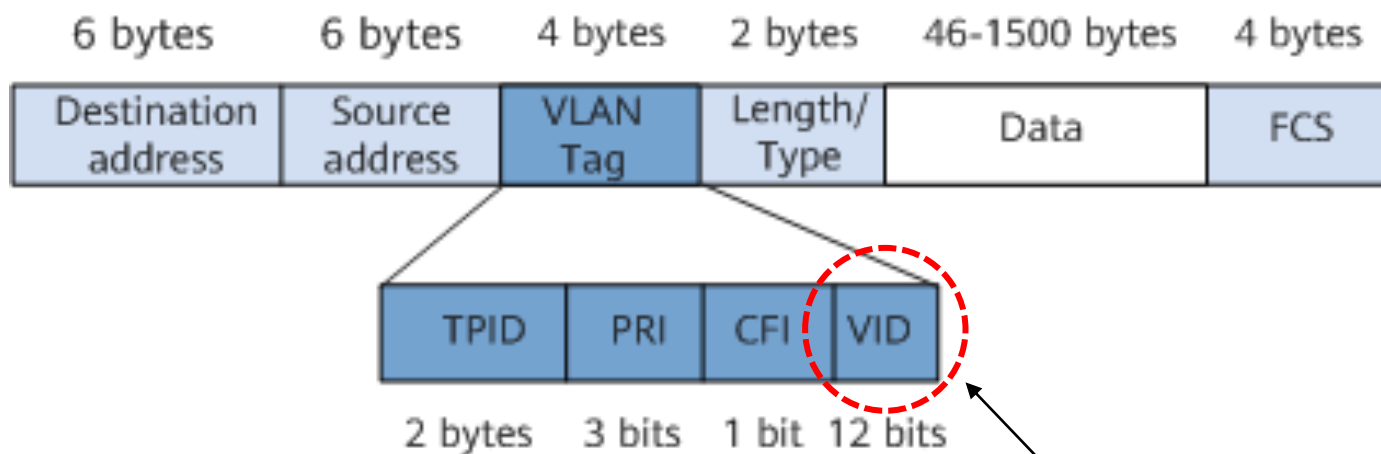 6 bytes 6 bytes 4 bytes 2 bytes 46-1500 bytes 4 bytes
Destination address
Source address
VLAN Tag
Length/ Type
Data
FCS
TPID PRI CFI VID
2 bytes 3 bits 1 bit 12 bits